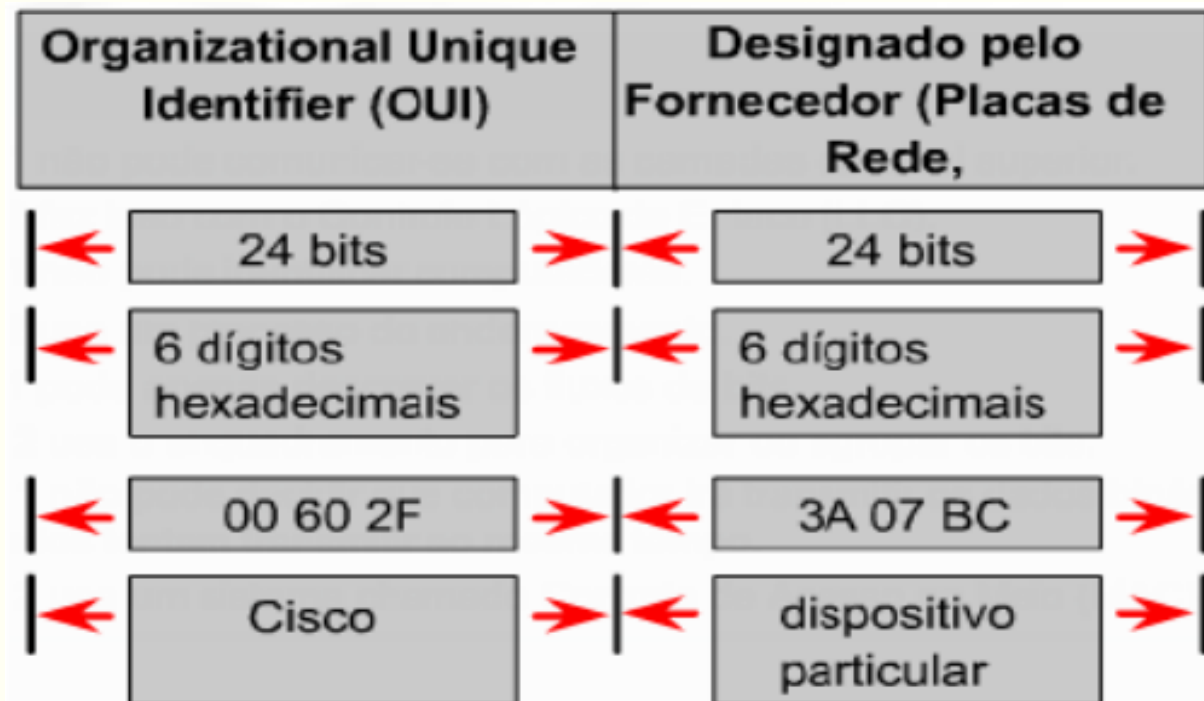 Organizational Unique
Identifier (OUI)
Designado pelo
Fornecedor (Placas de
Rede,
24 bits
24 bits
6 dígitos
hexadecimais
6 dígitos
hexadecimais
00 60 2F
3A 07 BC
Cisco
dispositivo
particular